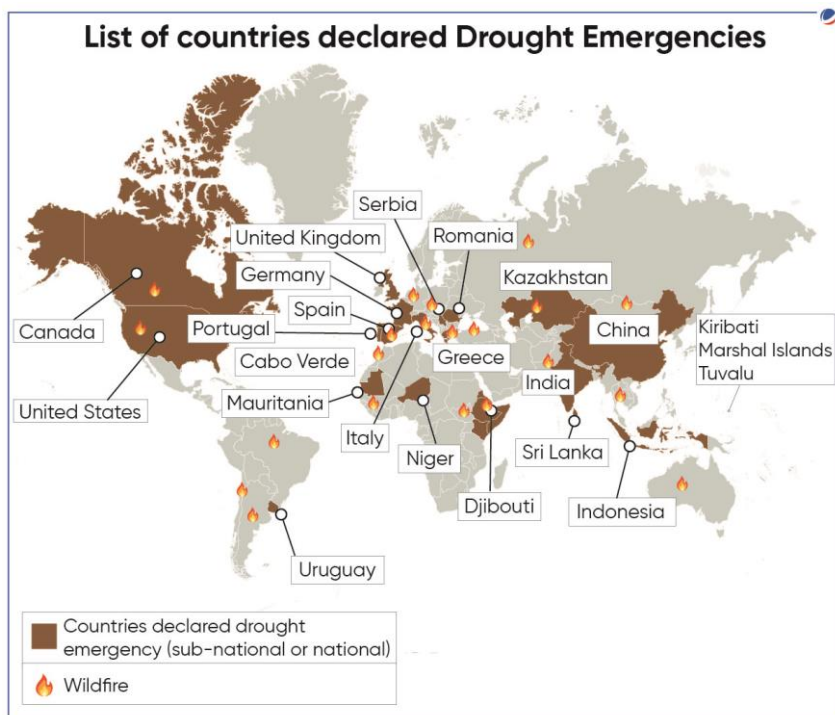 List of countries declared Drought Emergencies
Serbia
United Kingdom
Romania
Germany
Kazakhstan
Spain
Canada
Portugal
China
Kiribati
Marshal Islands
Tuvalu
Cabo Verde
Greece
India
United States
Mauritania
Italy
Niger
Sri Lanka
Djibouti
Indonesia
Uruguay
Countries declared drought
emergency (sub-national or national)
Wildfire